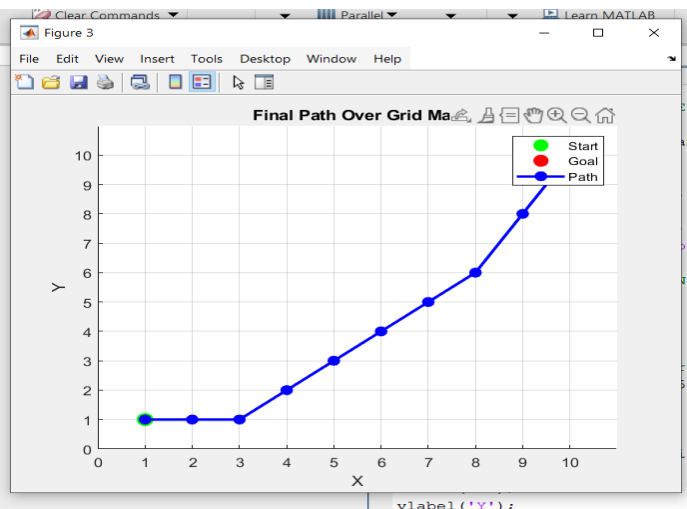 Clear Commands
Parallel
Learn MATLAB
Figure 3
File Edit View Insert Tools Desktop Window Help
Final Path Over Grid Ma
Start
Goal
Path
10
9
8
7
6
5
4
3
2
1
0
Y
0 1 2 3 4 5 6 7 8 9 10
X
ylabel('Y');